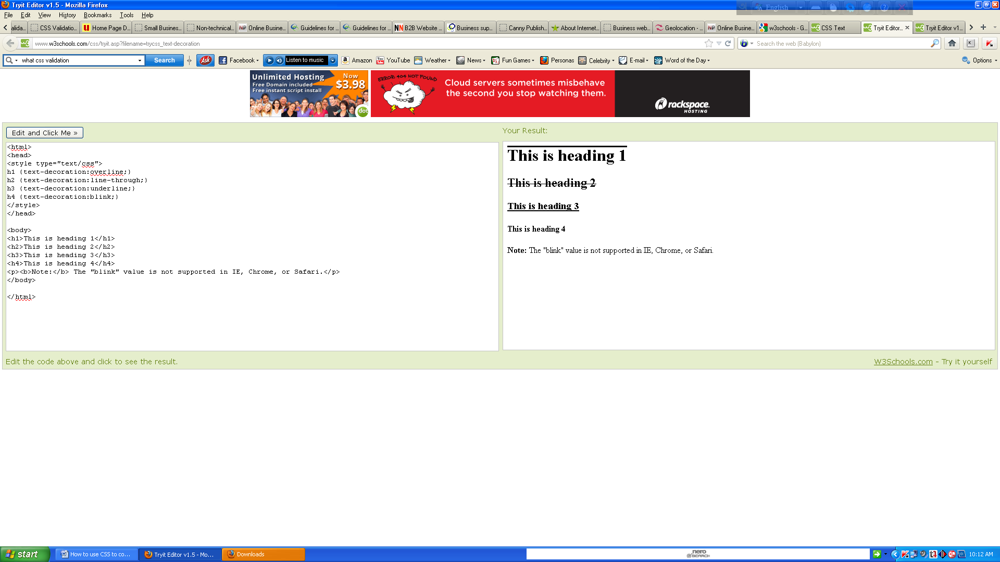 Tryit Editor v1.5 - Mozilla Firefox
English
File Edit View History Bookmarks Tools Help
alida... CSS Validatio... Home Page D... Small Business... Non-technical... Online Busine... Guidelines for ... Guidelines for ... B2B Website ... Business sup... Canny Publish... About Internet... Business web... Geolocation - ... Online Busine... w3schools - G... CSS Text Tryit Editor... Tryit Editor v1...
www.w3schools.com/css/tryit.asp?filename=trycss_text-decoration
Search the web (Babylon)
what css validation Search Ask Facebook Listen to music Amazon YouTube Weather News Fun Games Personas Celebrity E-mail Word of the Day Options
Unlimited Hosting
Free Domain included
Free instant script install
Now
$3.98
dot
ERROR 404 NOT FOUND
Cloud servers sometimes misbehave
the second you stop watching them.
rackspace.
HOSTING
Edit and Click Me »
<html>
<head>
<style type="text/css">
h1 {text-decoration:overline;}
h2 {text-decoration:line-through;}
h3 {text-decoration:underline;}
h4 {text-decoration:blink;}
</style>
</head>
<body>
<h1>This is heading 1</h1>
<h2>This is heading 2</h2>
<h3>This is heading 3</h3>
<h4>This is heading 4</h4>
<p><b>Note:</b> The "blink" value is not supported in IE, Chrome, or Safari.</p>
</body>
</html>
Your Result:
This is heading 1
This is heading 2
This is heading 3
This is heading 4
Note: The "blink" value is not supported in IE, Chrome, or Safari.
Edit the code above and click to see the result.
W3Schools.com - Try it yourself
start How to use CSS to co... Tryit Editor v1.5 - Mo... Downloads
nero
SEARCH
10:12 AM